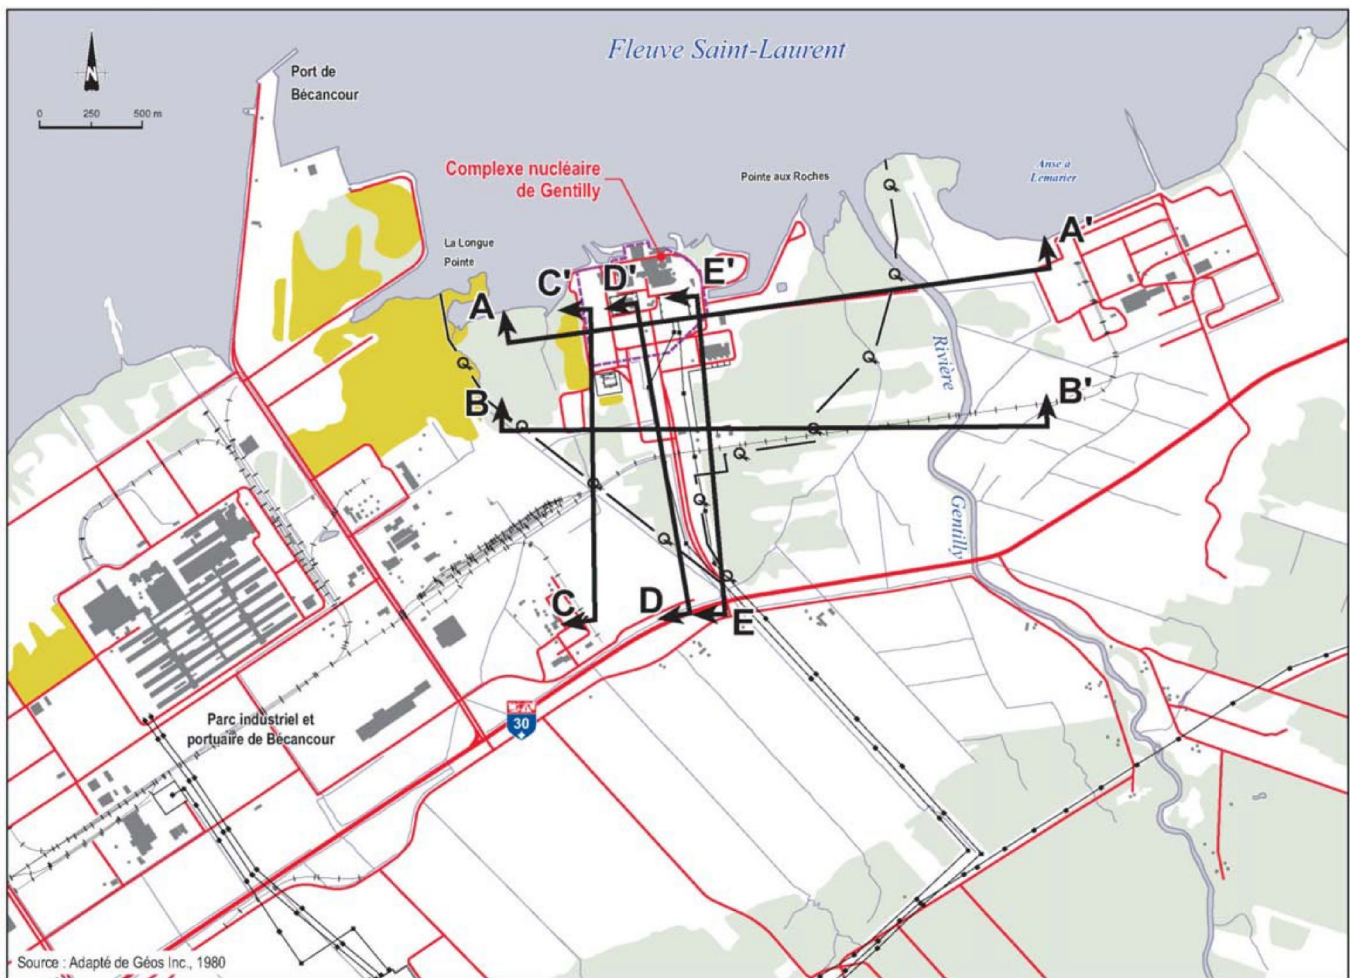 Fleuve Saint-Laurent
N
0 250 500 m
Port de
Bécancour
Complexe nucléaire
de Gentilly
Pointe aux Roches
Anse à
Lemarier
La Longue
Pointe
A
A'
C'
D'
E'
B
B'
Rivière
Gentilly
C
D
E
30
Parc industriel et
portuaire de Bécancour
Source : Adapté de Géos Inc., 1980